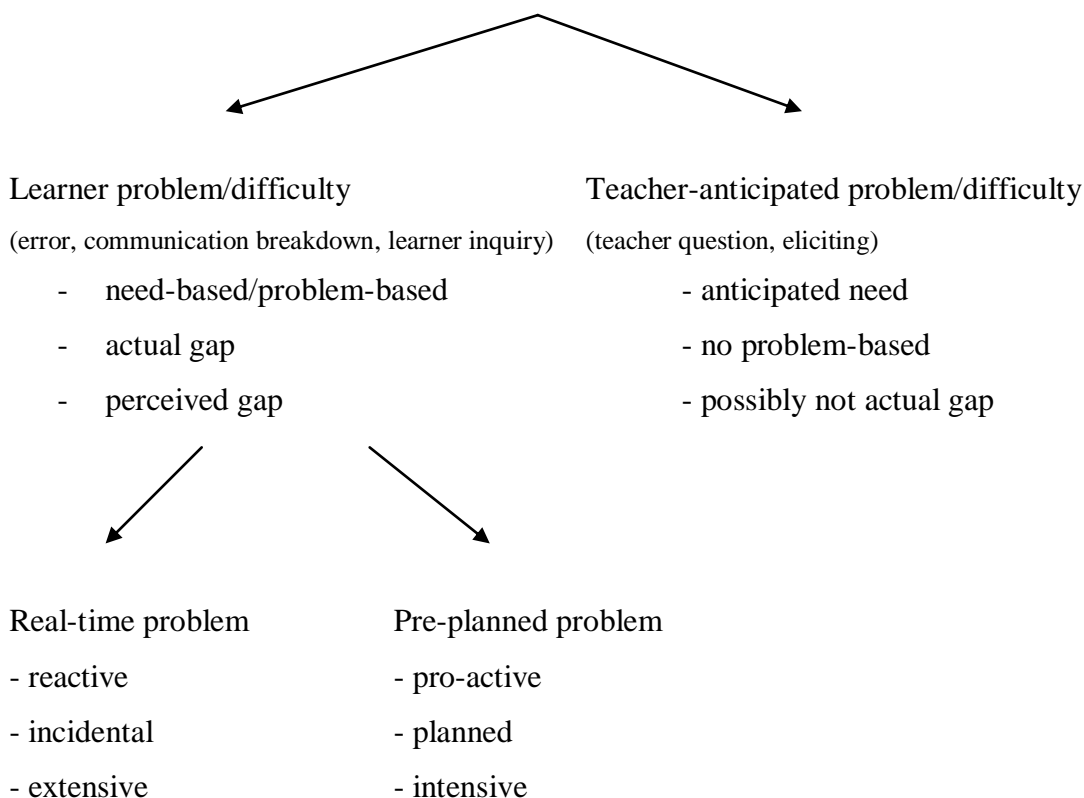 Learner problem/difficulty Teacher-anticipated problem/difficulty
(error, communication breakdown, learner inquiry) (teacher question, eliciting)
- need-based/problem-based - anticipated need
- actual gap - no problem-based
- perceived gap - possibly not actual gap
Real-time problem Pre-planned problem
- reactive - pro-active
- incidental - planned
- extensive - intensive